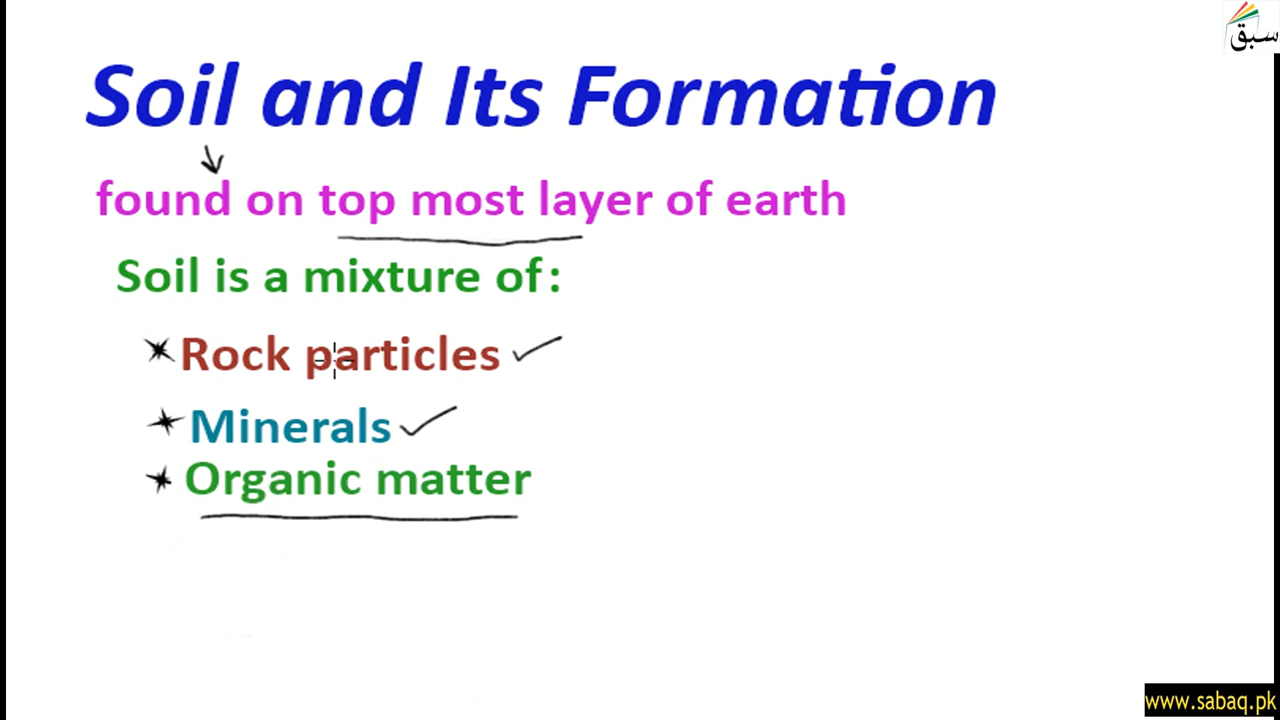 سبق
Soil and Its Formation
found on top most layer of earth
Soil is a mixture of:
Rock particles
Minerals
Organic matter
www.sabaq.pk